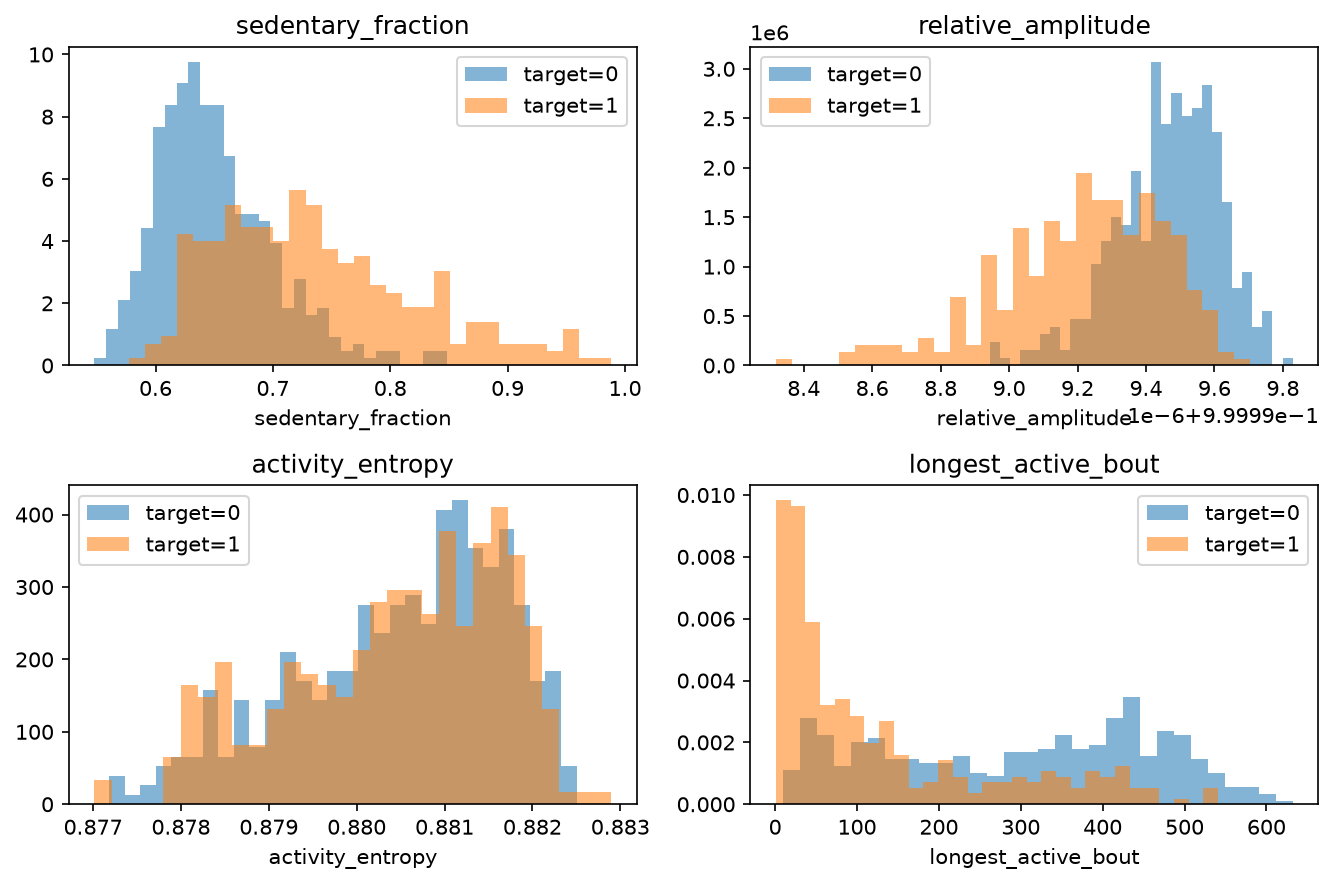 sedentary_fraction
10
8
6
4
2
0
target=0
target=1
0.6 0.7 0.8 0.9 1.0
sedentary_fraction
relative_amplitude
1e6
3.0
2.5
2.0
1.5
1.0
0.5
0.0
target=0
target=1
8.4 8.6 8.8 9.0 9.2 9.4 9.6 9.8
relative_amplitude
1e−6+9.9999e−1
activity_entropy
400
300
200
100
0
target=0
target=1
0.877 0.878 0.879 0.880 0.881 0.882 0.883
activity_entropy
longest_active_bout
0.010
0.008
0.006
0.004
0.002
0.000
target=0
target=1
0 100 200 300 400 500 600
longest_active_bout